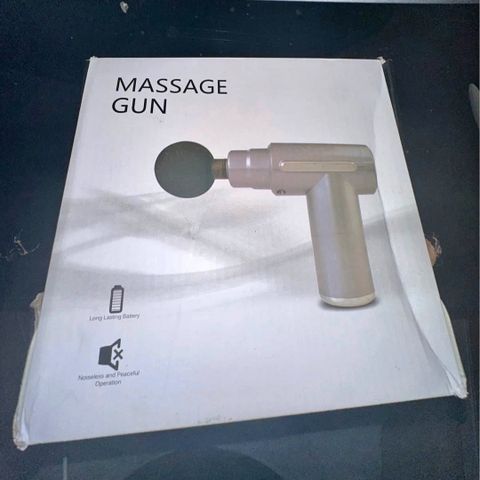 MASSAGE
GUN
Long Lasting Battery
Noiseless and Peaceful
Operation